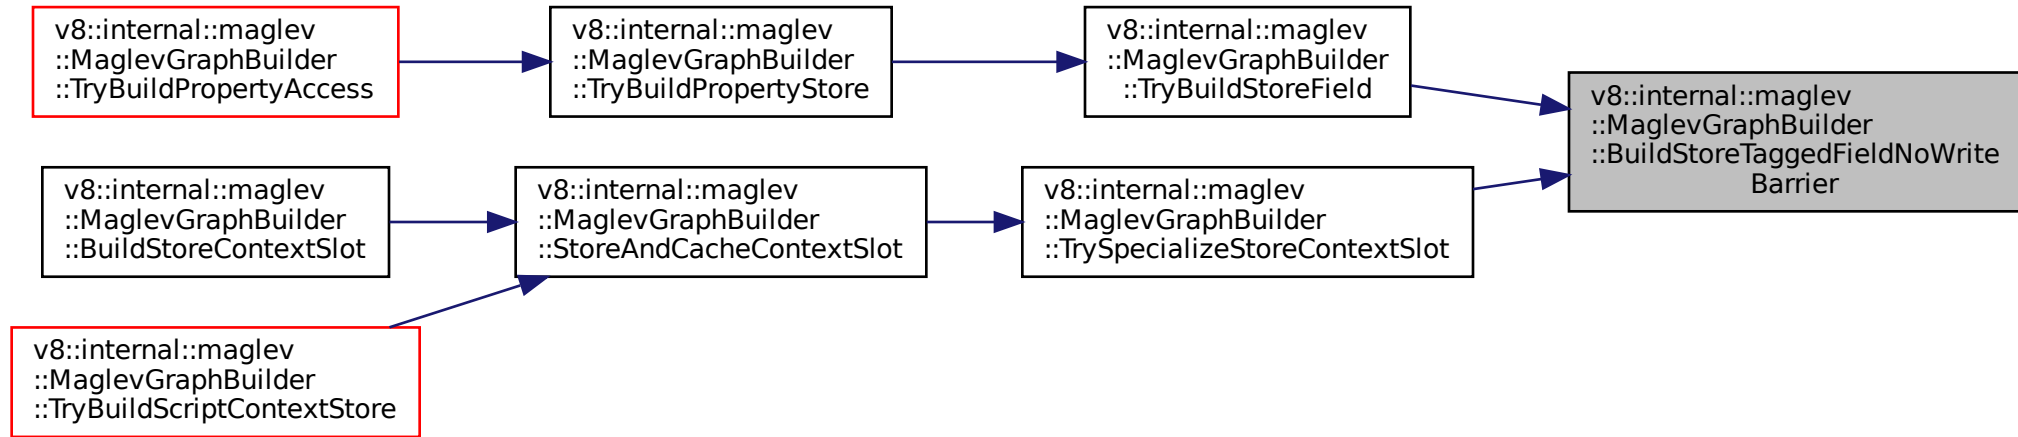 v8::internal::maglev
::MaglevGraphBuilder
::TryBuildPropertyAccess
v8::internal::maglev
::MaglevGraphBuilder
::TryBuildPropertyStore
v8::internal::maglev
::MaglevGraphBuilder
::TryBuildStoreField
v8::internal::maglev
::MaglevGraphBuilder
::BuildStoreTaggedFieldNoWrite
Barrier
v8::internal::maglev
::MaglevGraphBuilder
::BuildStoreContextSlot
v8::internal::maglev
::MaglevGraphBuilder
::StoreAndCacheContextSlot
v8::internal::maglev
::MaglevGraphBuilder
::TrySpecializeStoreContextSlot
v8::internal::maglev
::MaglevGraphBuilder
::TryBuildScriptContextStore